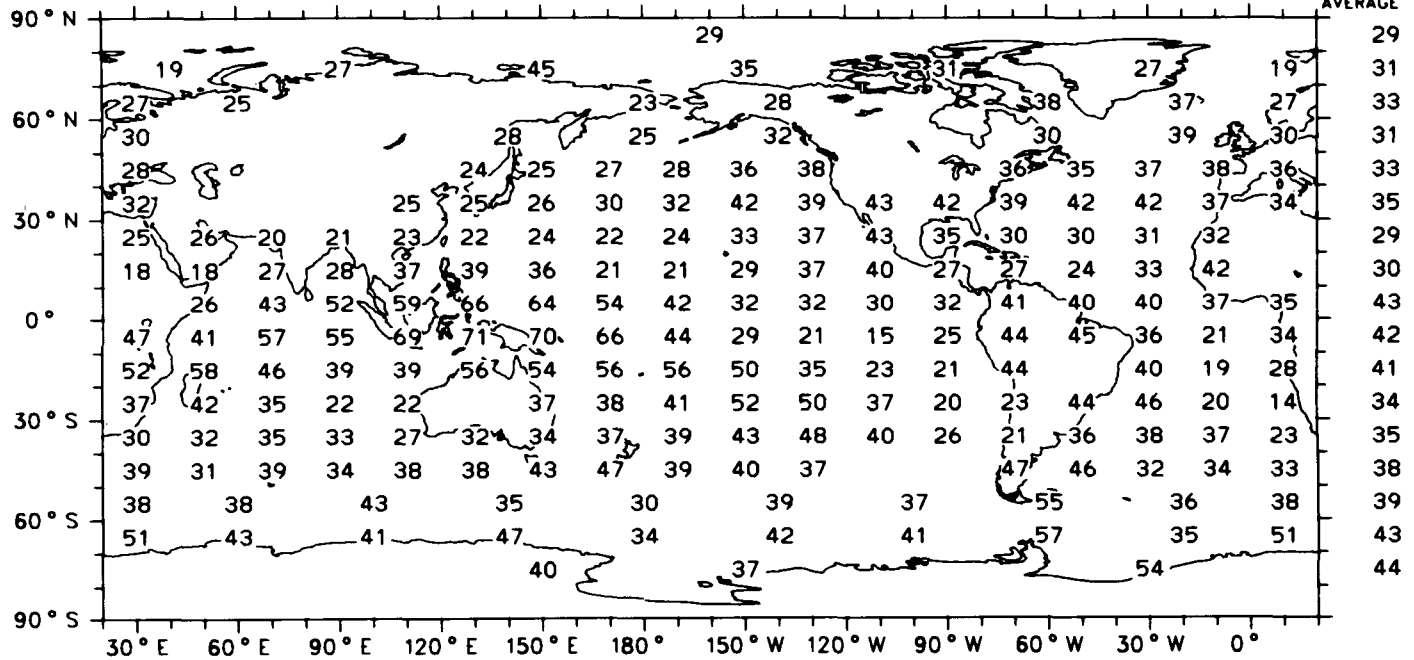 AVERAGE
90° N 29 29
19 27 45 35 31 27 19 31
27 25 23 28 38 37 27 33
60° N
30 28 25 32 30 39 30 31
28 24 25 27 28 36 38 36 35 37 38 36 33
32 25 25 26 30 32 42 39 43 42 39 42 42 37 34 35
30° N
25 26 20 21 23 22 24 22 24 33 37 43 35 30 30 31 32 29
18 18 27 28 37 39 36 21 21 29 37 40 27 27 24 33 42 30
26 43 52 59 66 64 54 42 32 32 30 32 41 40 40 37 35 43
0°
47 41 57 55 69 71 70 66 44 29 21 15 25 44 45 36 21 34 42
52 58 46 39 39 56 54 56 56 50 35 23 21 44 40 19 28 41
37 42 35 22 22 37 38 41 52 50 37 20 23 44 46 20 14 34
30° S
30 32 35 33 27 32 34 37 39 43 48 40 26 21 36 38 37 23 35
39 31 39 34 38 38 43 47 39 40 37 47 46 32 34 33 38
38 38 43 35 30 39 37 55 36 38 39
60° S
51 43 41 47 34 42 41 57 35 51 43
40 37 54 44
90° S
30° E 60° E 90° E 120° E 150° E 180° 150° W 120° W 90° W 60° W 30° W 0°